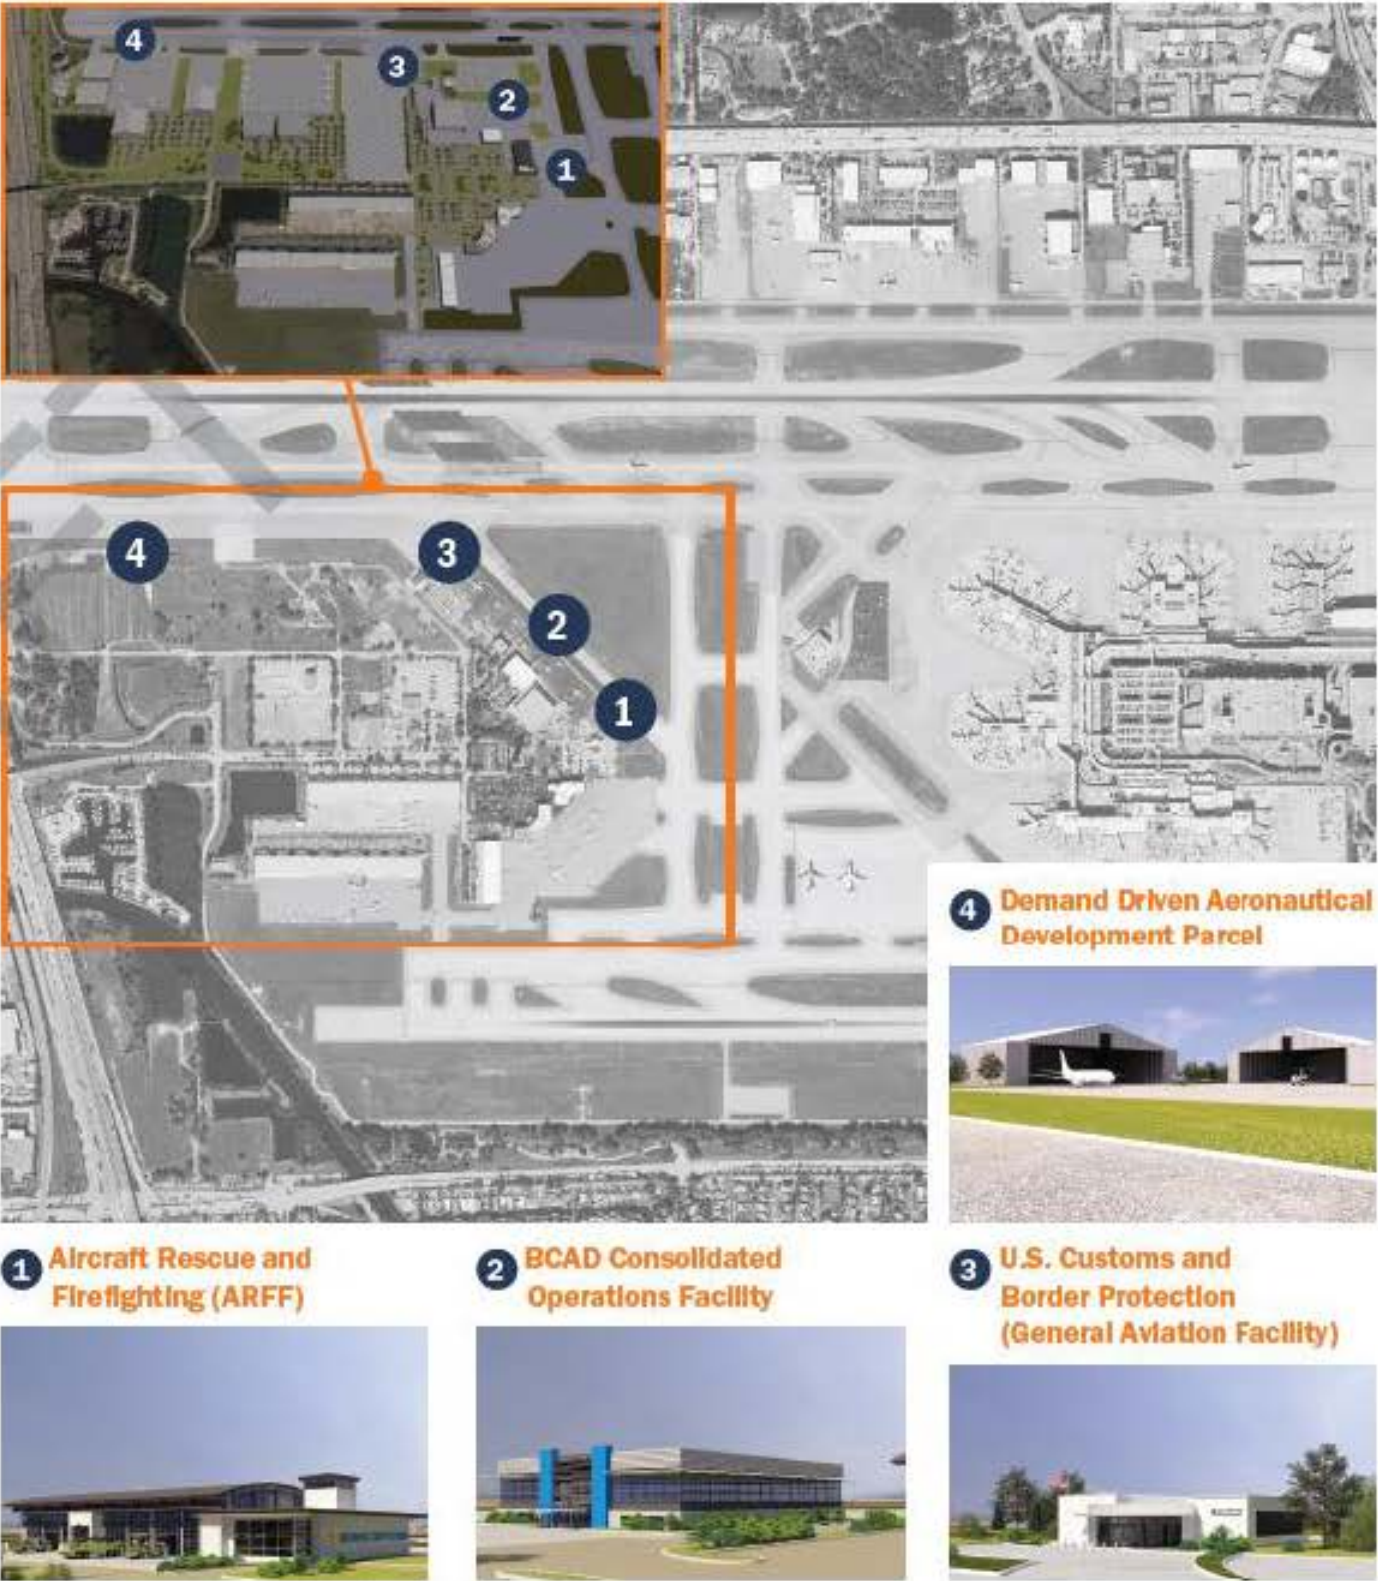 4
3
2
1
4
3
2
1
4 Demand Driven Aeronautical
Development Parcel
1 Aircraft Rescue and
Firefighting (ARFF)
2 BCAD Consolidated
Operations Facility
3 U.S. Customs and
Border Protection
(General Aviation Facility)